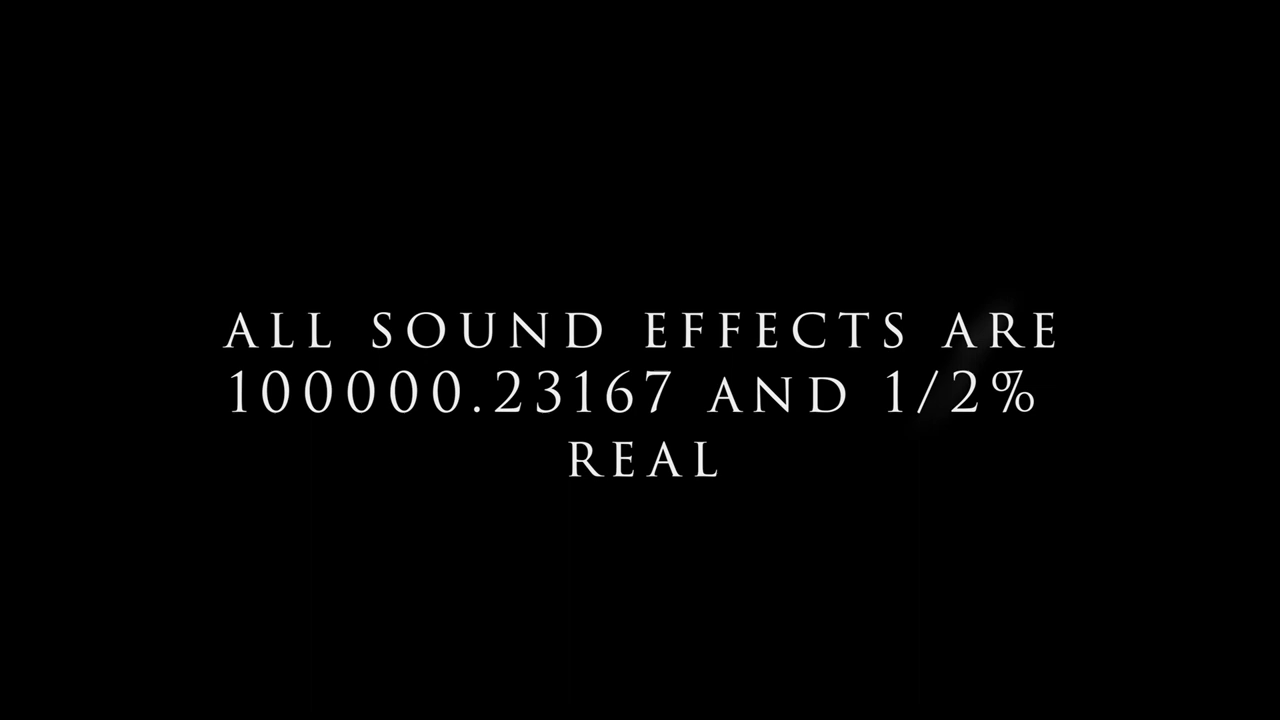 ALL SOUND EFFECTS ARE
100000.23167 AND 1/2%
REAL